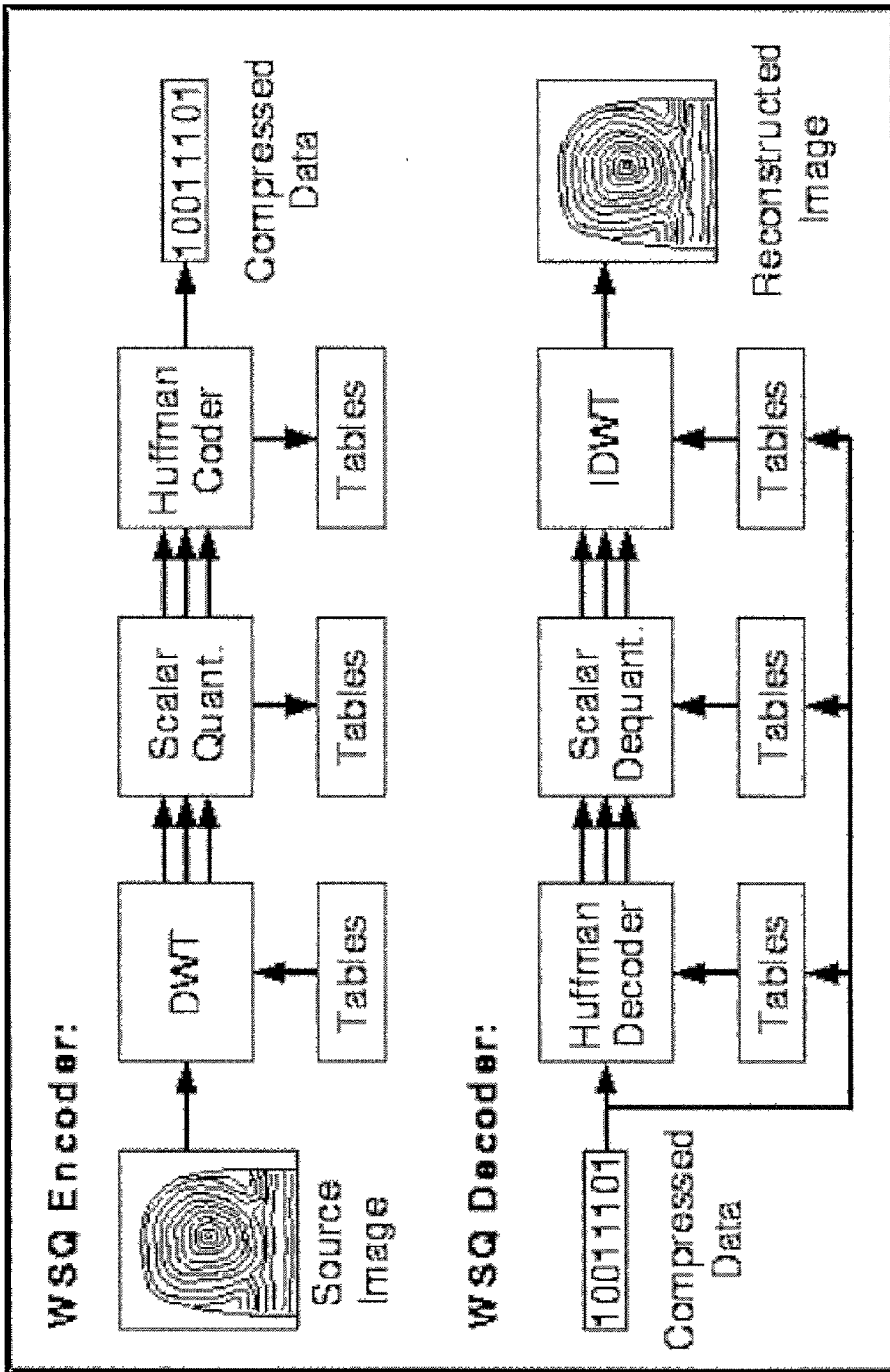 WSQ Encoder:
Source
Image
DWT
Tables
Scalar
Quant.
Tables
Huffman
Coder
Tables
10011101
Compressed
Data
WSQ Decoder:
10011101
Compressed
Data
Huffman
Decoder
Tables
Scalar
Dequant.
Tables
IDWT
Tables
Reconstructed
Image